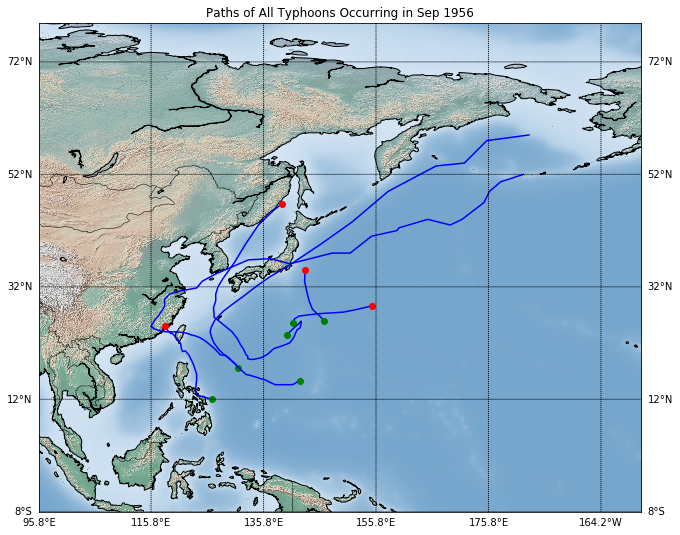 Paths of All Typhoons Occurring in Sep 1956
72°N 72°N
52°N 52°N
32°N 32°N
12°N 12°N
8°S 8°S
95.8°E 115.8°E 135.8°E 155.8°E 175.8°E 164.2°W